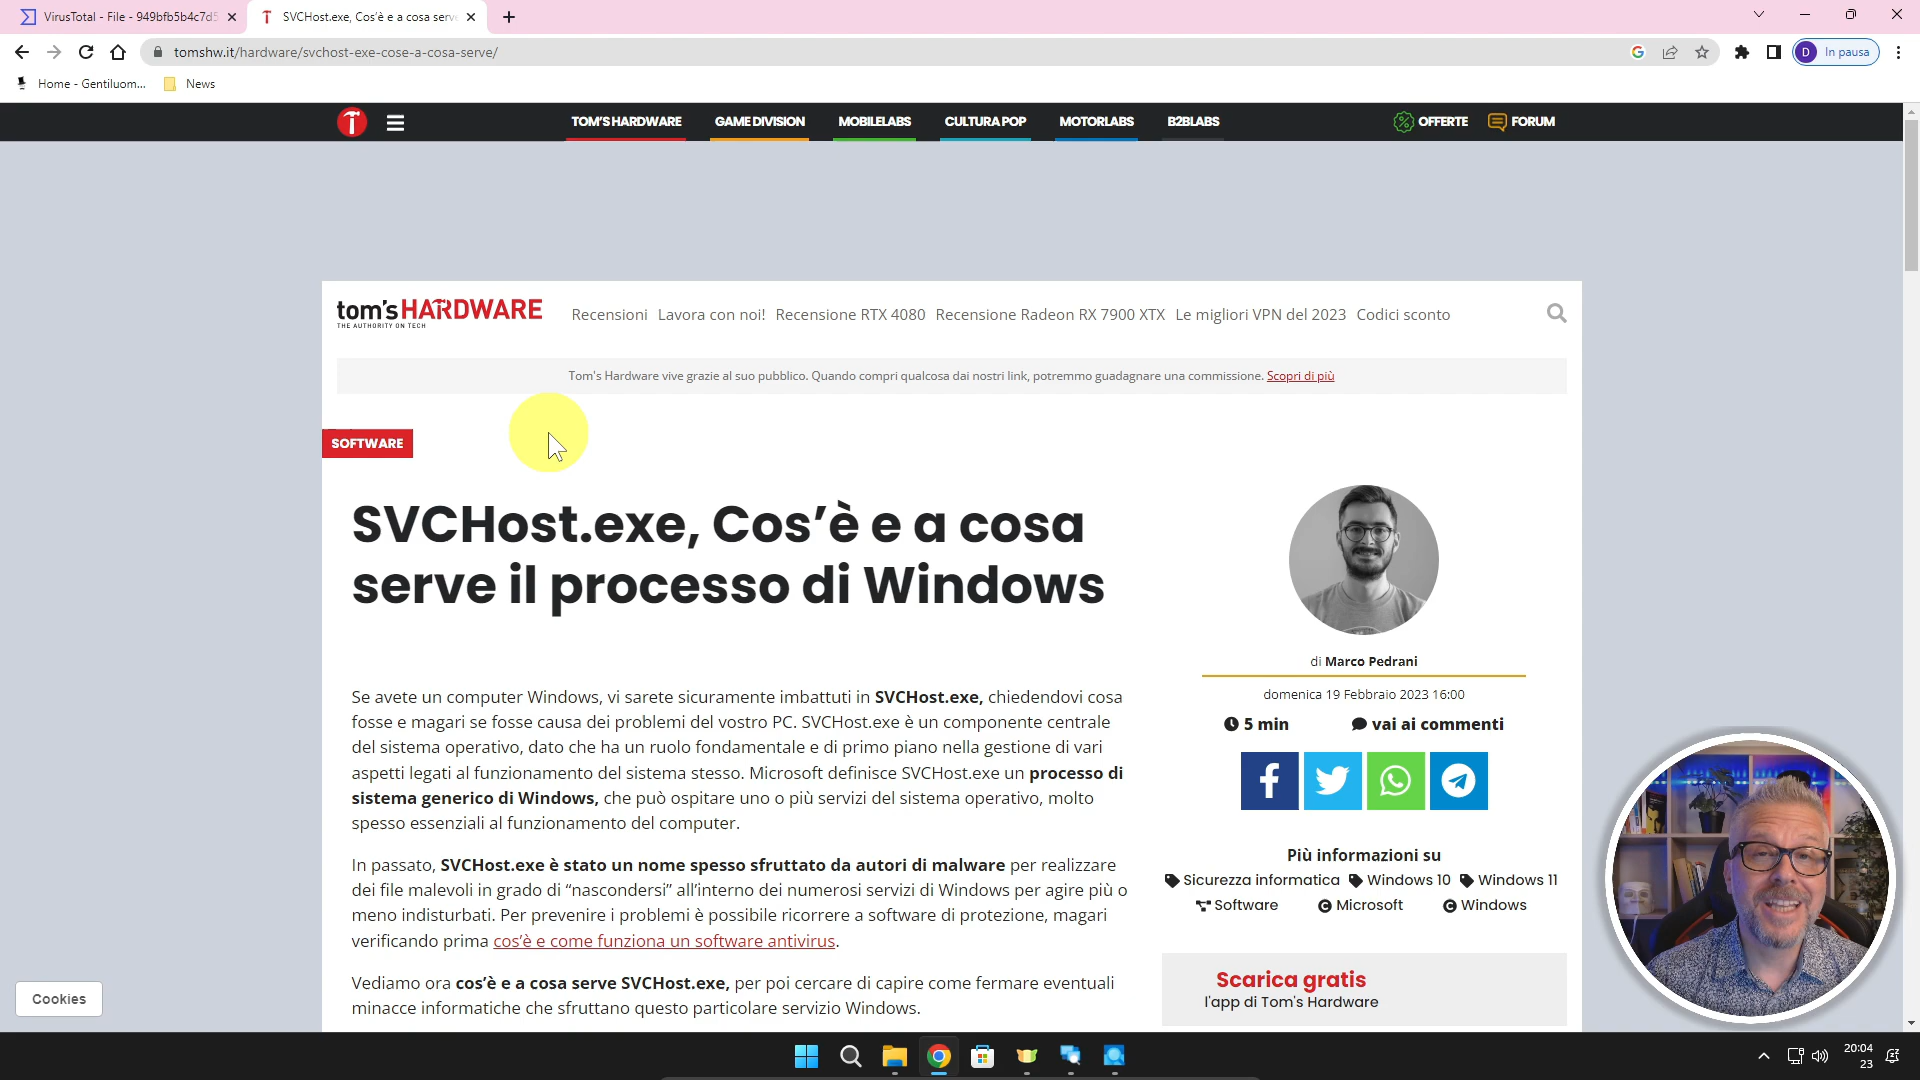 VirusTotal - File - 949bfb5b4c7d5
SVCHost.exe, Cos'è e a cosa serv
tomshw.it/hardware/svchost-exe-cose-a-cosa-serve/
D In pausa
Home - Gentiluom...
News
TOM'S HARDWARE
GAME DIVISION
MOBILELABS
CULTURA POP
MOTORLABS
B2BLABS
OFFERTE
FORUM
tom's HARDWARE
THE AUTHORITY ON TECH
Recensioni Lavora con noi! Recensione RTX 4080 Recensione Radeon RX 7900 XTX Le migliori VPN del 2023 Codici sconto
Tom's Hardware vive grazie al suo pubblico. Quando compri qualcosa dai nostri link, potremmo guadagnare una commissione. Scopri di più
SOFTWARE
SVCHost.exe, Cos'è e a cosa
serve il processo di Windows
Se avete un computer Windows, vi sarete sicuramente imbattuti in SVCHost.exe, chiedendovi cosa
fosse e magari se fosse causa dei problemi del vostro PC. SVCHost.exe è un componente centrale
del sistema operativo, dato che ha un ruolo fondamentale e di primo piano nella gestione di vari
aspetti legati al funzionamento del sistema stesso. Microsoft definisce SVCHost.exe un processo di
sistema generico di Windows, che può ospitare uno o più servizi del sistema operativo, molto
spesso essenziali al funzionamento del computer.
In passato, SVCHost.exe è stato un nome spesso sfruttato da autori di malware per realizzare
dei file malevoli in grado di “nascondersi” all'interno dei numerosi servizi di Windows per agire più o
meno indisturbati. Per prevenire i problemi è possibile ricorrere a software di protezione, magari
verificando prima cos'è e come funziona un software antivirus.
Vediamo ora cos'è e a cosa serve SVCHost.exe, per poi cercare di capire come fermare eventuali
minacce informatiche che sfruttano questo particolare servizio Windows.
di Marco Pedrani
domenica 19 Febbraio 2023 16:00
5 min
vai ai commenti
Più informazioni su
Sicurezza informatica Windows 10 Windows 11
Software Microsoft Windows
Scarica gratis
l'app di Tom's Hardware
Cookies
20:04
23